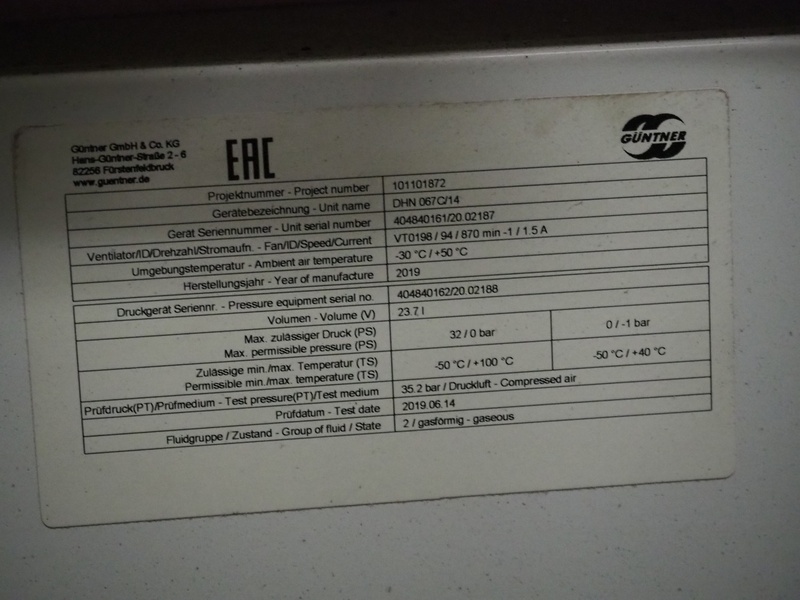 Güntner GmbH & Co. KG
Hans-Güntner-Straße 2 - 6
82256 Fürstenfeldbruck
www.guentner.de
EAC
GÜNTNER
Projektnummer - Project number 101101872
Gerätebezeichnung - Unit name DHN 067C/14
Gerät Seriennummer - Unit serial number 404840161/20.02187
Ventilator/ID/Drehzahl/Stromaufn. - Fan/ID/Speed/Current VT0198 / 94 / 870 min -1 / 1.5 A
Umgebungstemperatur - Ambient air temperature -30 °C / +50 °C
Herstellungsjahr - Year of manufacture 2019
Druckgerät Seriennr. - Pressure equipment serial no. 404840162/20.02188
Volumen - Volume (V) 23.7 l
Max. zulässiger Druck (PS)
Max. permissible pressure (PS) 32 / 0 bar 0 / -1 bar
Zulässige min./max. Temperatur (TS)
Permissible min./max. temperature (TS) -50 °C / +100 °C -50 °C / +40 °C
Prüfdruck(PT)/Prüfmedium - Test pressure(PT)/Test medium 35.2 bar / Druckluft - Compressed air
Prüfdatum - Test date 2019.06.14
Fluidgruppe / Zustand - Group of fluid / State 2 / gasförmig - gaseous